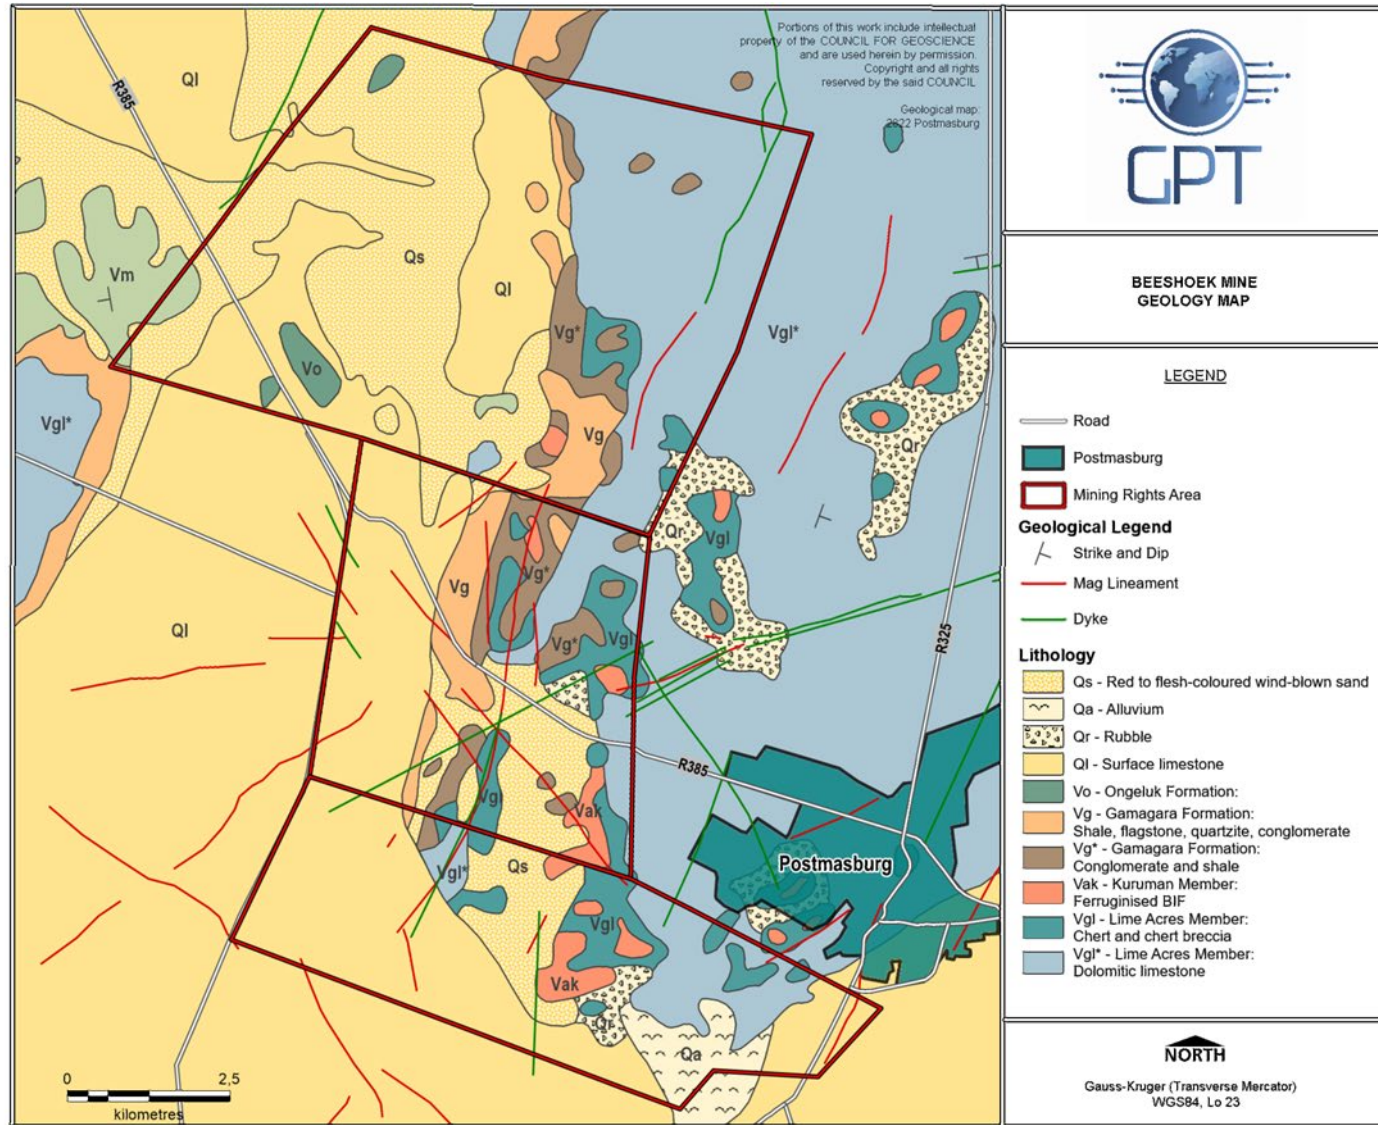 Portions of this work include intellectual
property of the COUNCIL FOR GEOSCIENCE
and are used herein by permission.
Copyright and all rights
reserved by the said COUNCIL
Geological map:
2822 Postmasburg
Ql
R385
Qs
Vm
Ql
Vo
Vg*
Vgl*
Vgl*
Vg
Qr
Qr
Vgl
Vg
Vg*
Ql
Vg*
Vgl
R325
R385
Vgl
Vak
Postmasburg
Qs
Vgl*
Vgl
Vak
Qr
Qa
0 2,5
kilometres
GPT
BEESHOEK MINE
GEOLOGY MAP
LEGEND
Road
Postmasburg
Mining Rights Area
Geological Legend
Strike and Dip
Mag Lineament
Dyke
Lithology
Qs - Red to flesh-coloured wind-blown sand
Qa - Alluvium
Qr - Rubble
Ql - Surface limestone
Vo - Ongeluk Formation:
Vg - Gamagara Formation:
Shale, flagstone, quartzite, conglomerate
Vg* - Gamagara Formation:
Conglomerate and shale
Vak - Kuruman Member:
Ferruginised BIF
Vgl - Lime Acres Member:
Chert and chert breccia
Vgl* - Lime Acres Member:
Dolomitic limestone
NORTH
Gauss-Kruger (Transverse Mercator)
WGS84, Lo 23